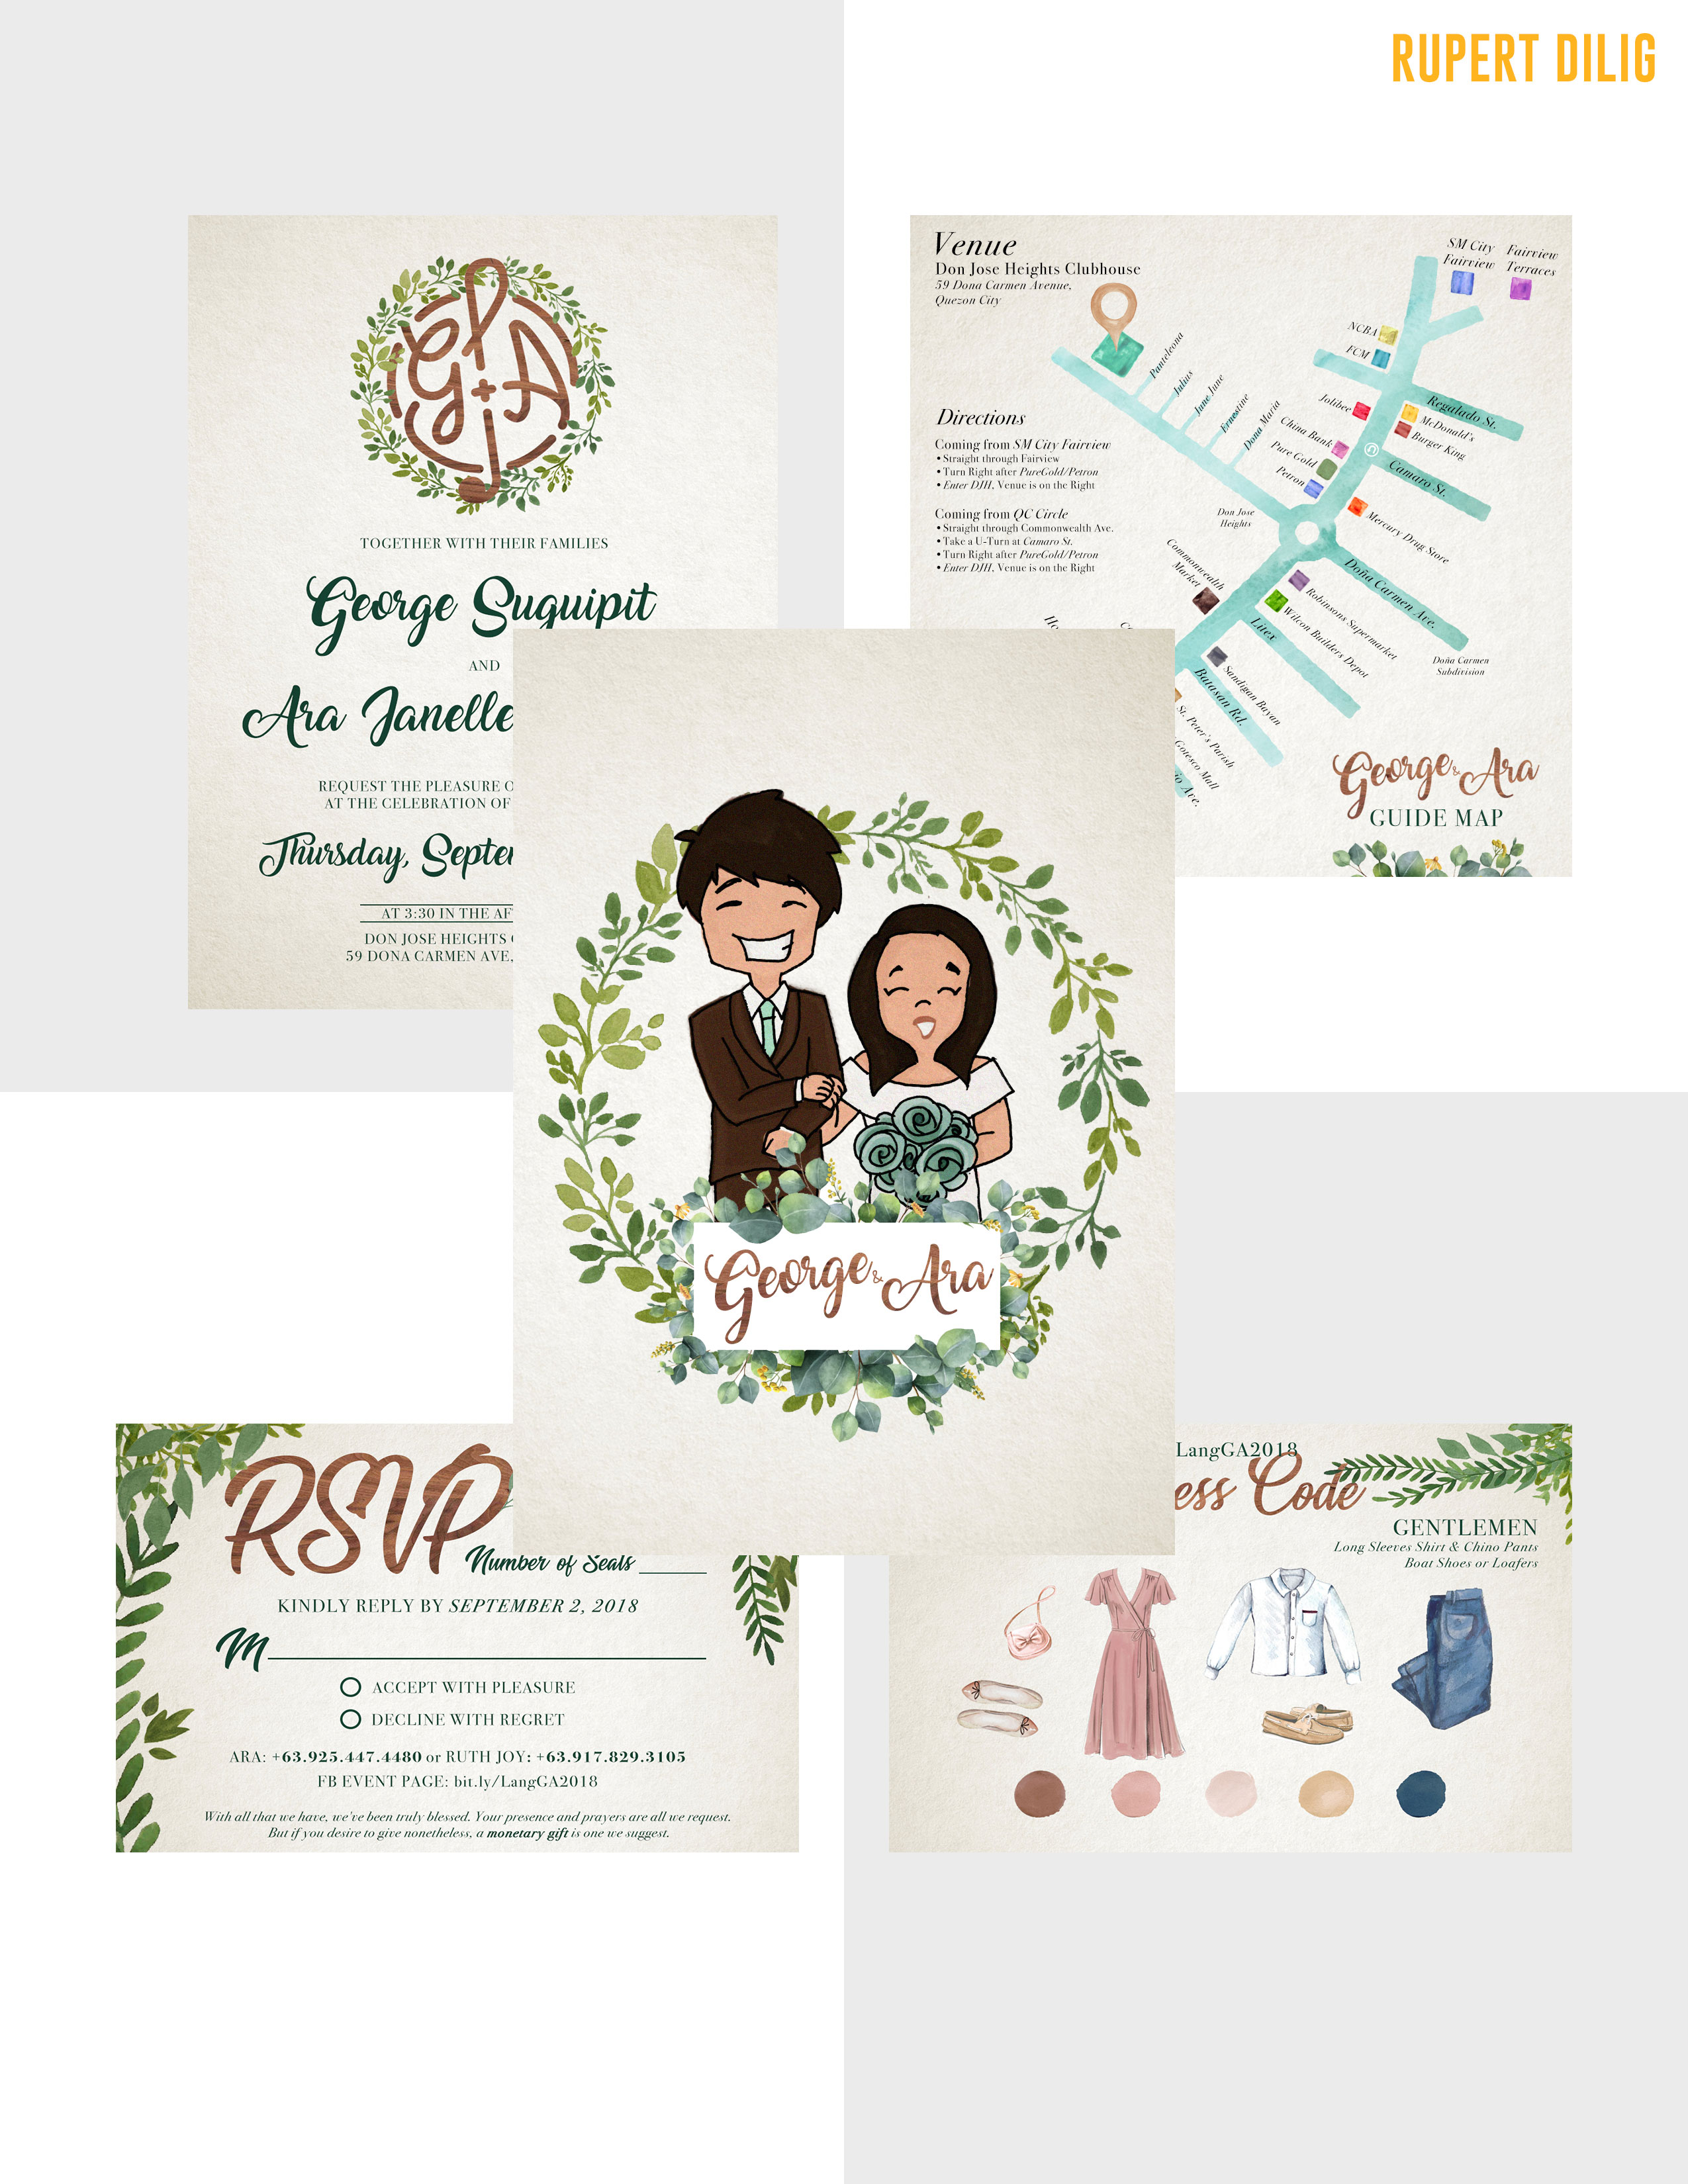 RUPERT DILIG
G+A
TOGETHER WITH THEIR FAMILIES
George Suguipit
AND
Ara Janelle
REQUEST THE PLEASURE
AT THE CELEBRATION OF
Thursday,
AT 3:30 IN THE
DON JOSE HEIGHTS
59 DONA CARMEN AVE,
Venue
Don Jose Heights Clubhouse
59 Dona Carmen Avenue,
Quezon City
Directions
Coming from SM City Fairview
• Straight through Fairview
• Turn Right after PureGold/Petron
• Enter DJH, Venue is on the Right
Coming from QC Circle
• Straight through Commonwealth Ave.
• Take a U-Turn at Camaro St.
• Turn Right after PureGold/Petron
• Enter DJH, Venue is on the Right
SM City
Fairview
Fairview
Terraces
NCBA
FCM
Pantaleona
Julius
June June
Ernestine
Dona Maria
Jolibee
China Bank
Pure Gold
Petron
Regalado St.
McDonald's
Burger King
Camaro St.
Mercury Drug Store
Don Jose
Heights
Commonwealth
Market
Doña Carmen Ave.
Robinsons Supermarket
Wilcon Builders Depot
Litex
Doña Carmen
Subdivision
Sandigan Bayan
Batasan Rd.
St. Peter's Parish
Gotesco Mall
Ave.
George & Ara
GUIDE MAP
George & Ara
RSVP
Number of Seats
KINDLY REPLY BY SEPTEMBER 2, 2018
M
ACCEPT WITH PLEASURE
DECLINE WITH REGRET
ARA: +63.925.447.4480 or RUTH JOY: +63.917.829.3105
FB EVENT PAGE: bit.ly/LangGA2018
With all that we have, we've been truly blessed. Your presence and prayers are all we request.
But if you desire to give nonetheless, a monetary gift is one we suggest.
LangGA2018
ess Code
GENTLEMEN
Long Sleeves Shirt & Chino Pants
Boat Shoes or Loafers